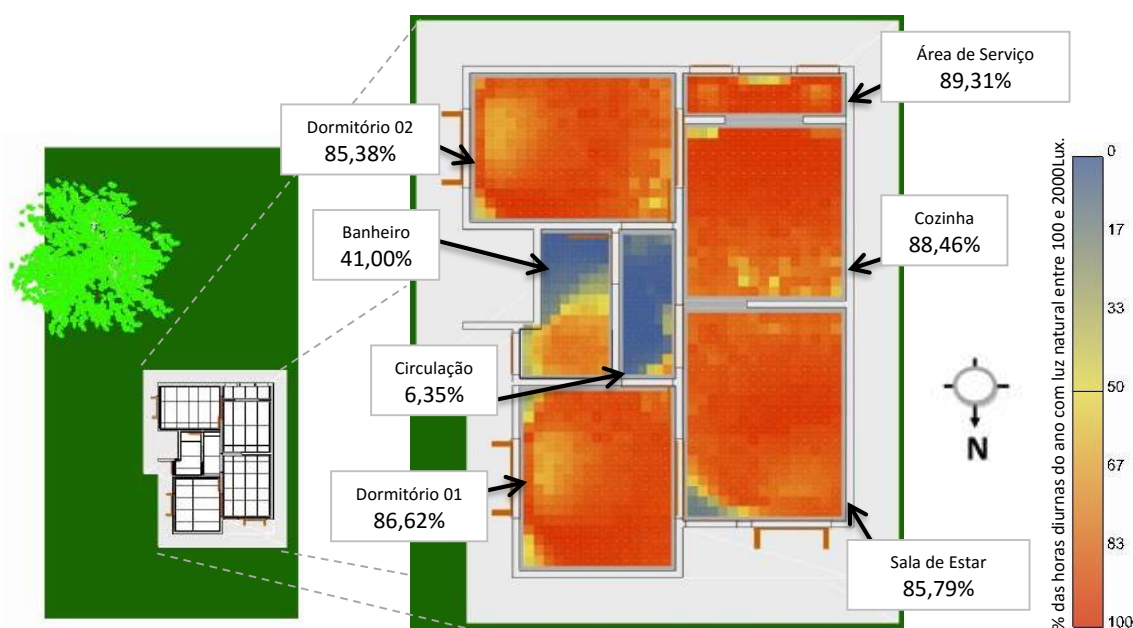 Área de Serviço
89,31%
Dormitório 02
85,38%
Banheiro
41,00%
Cozinha
88,46%
Circulação
6,35%
Dormitório 01
86,62%
Sala de Estar
85,79%
N
% das horas diurnas do ano com luz natural entre 100 e 2000Lux.
0
17
33
50
67
83
100